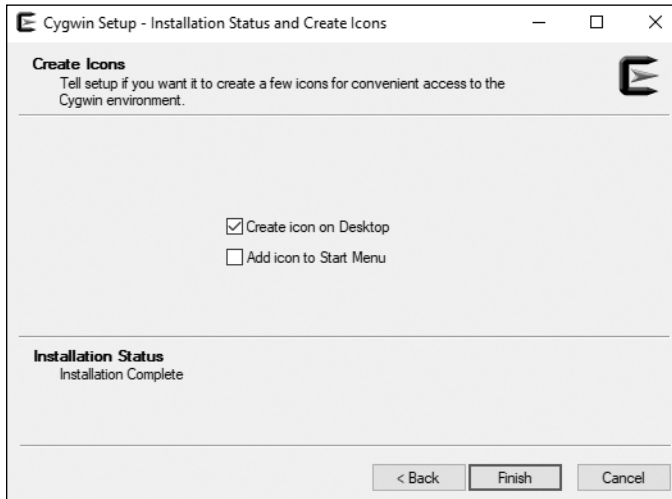 Cygwin Setup - Installation Status and Create Icons
Create Icons
Tell setup if you want it to create a few icons for convenient access to the
Cygwin environment.
Create icon on Desktop
Add icon to Start Menu
Installation Status
Installation Complete
< Back
Finish
Cancel